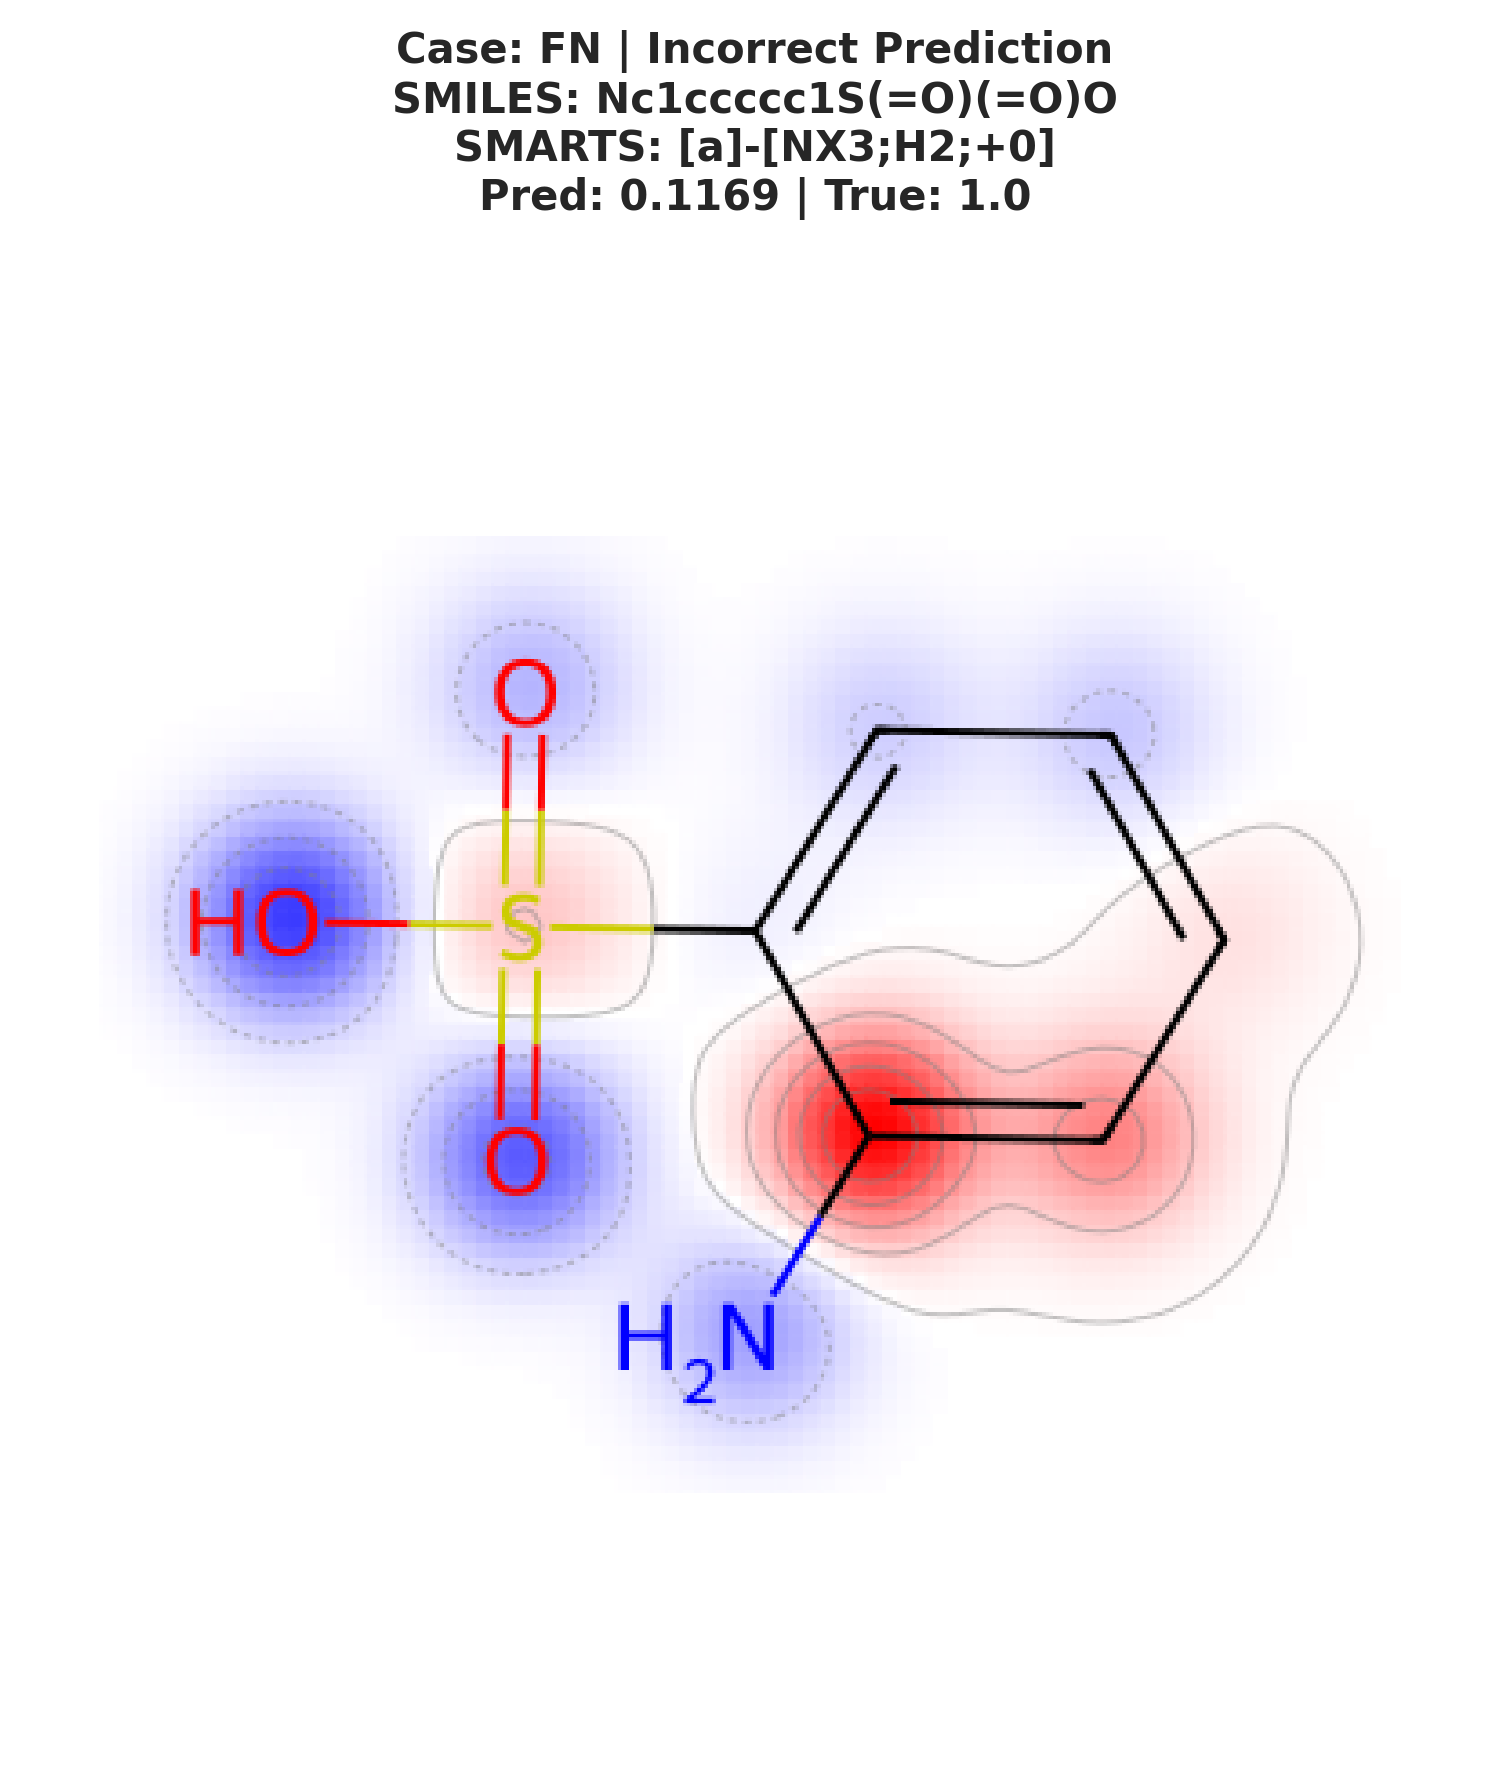 Case: FN | Incorrect Prediction
SMILES: Nc1ccccc1S(=O)(=O)O
SMARTS: [a]-[NX3;H2;+0]
Pred: 0.1169 | True: 1.0
O
HO
S
O
H2N